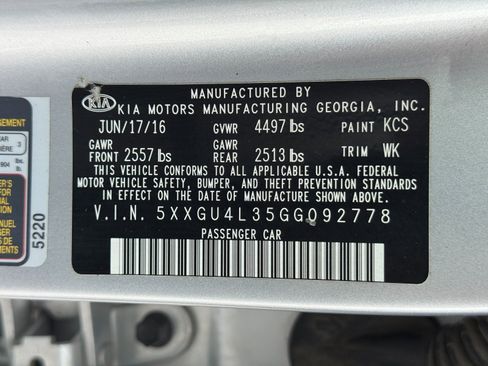 MANUFACTURED BY
KIA KIA MOTORS MANUFACTURING GEORGIA, INC.
JUN/17/16 GVWR 4497 lbs PAINT KCS
GAWR GAWR
FRONT 2557 lbs REAR 2513 lbs TRIM WK
THIS VEHICLE CONFORMS TO ALL APPLICABLE U.S.A. FEDERAL
MOTOR VEHICLE SAFETY, BUMPER, AND THEFT PREVENTION
STANDARDS IN EFFECT ON THE DATE OF MANUFACTURE SHOWN ABOVE.
V.I.N. 5XXGU4L35GG092778
PASSENGER CAR
5220